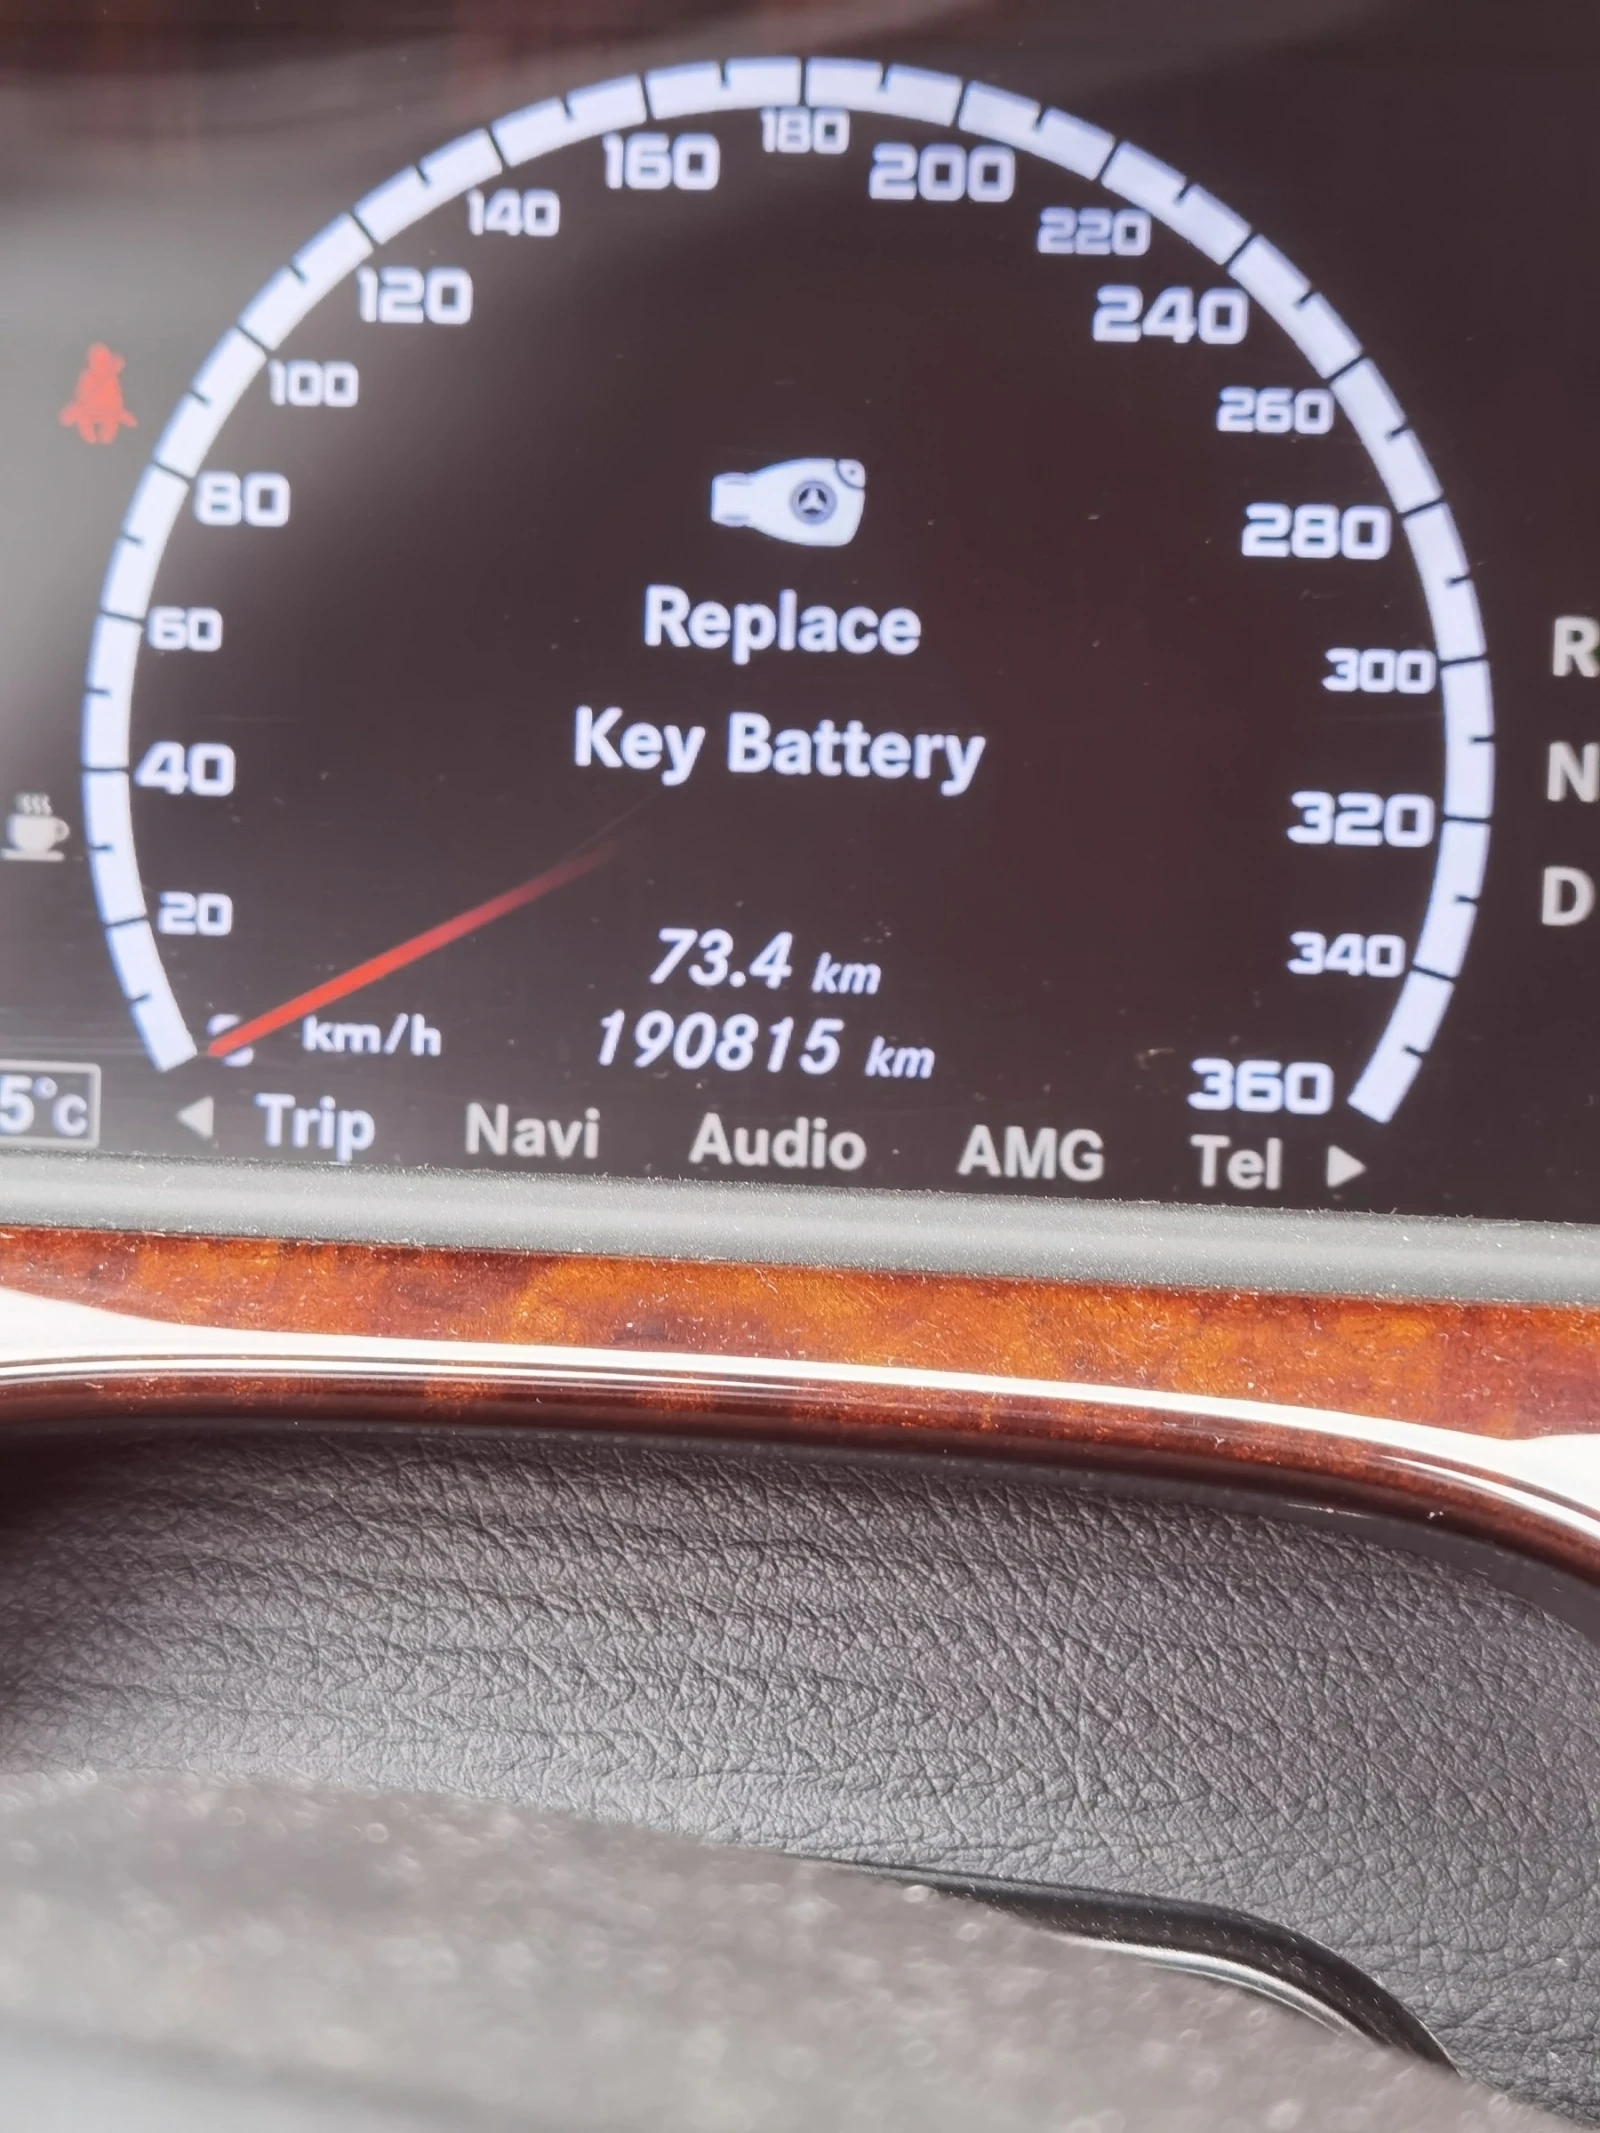 180
160 200
140 220
120 240
100 260
80 280
60 300
40 320
20 340
km/h 360
Replace
Key Battery
73.4 km
190815 km
R
N
D
5°C
Trip Navi Audio AMG Tel